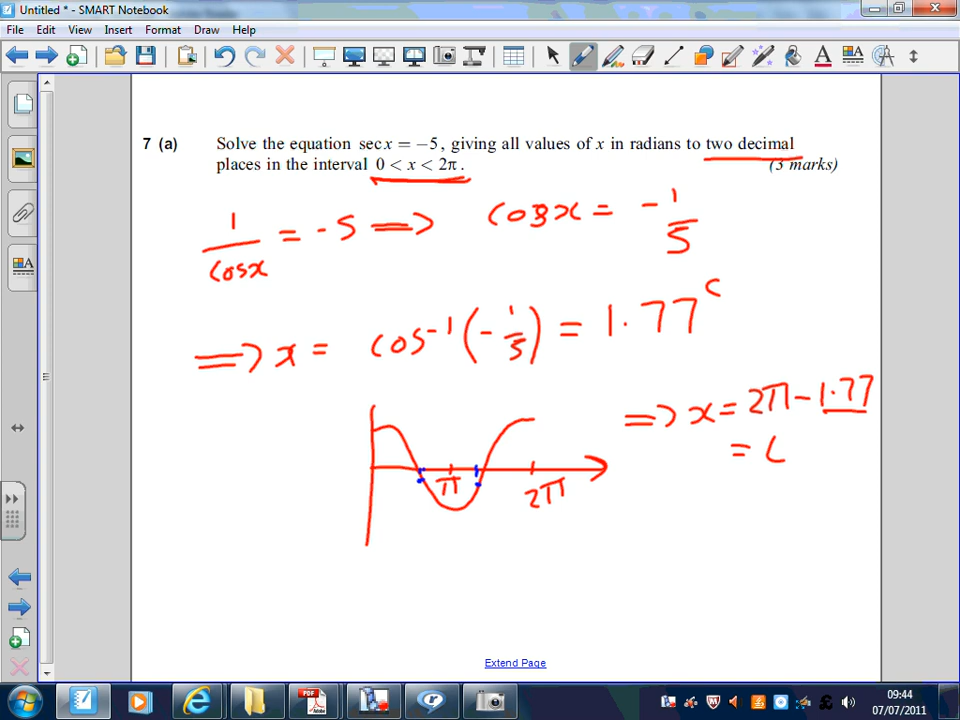 Untitled * - SMART Notebook
File Edit View Insert Format Draw Help
7 (a) Solve the equation sec x = −5, giving all values of x in radians to two decimal
places in the interval 0 < x < 2π. (3 marks)
1/cosx = -5 => cosx = -1/5
=> x = cos⁻¹(-1/5) = 1.77ᶜ
=> x = 2π - 1.77
=
π
2π
Extend Page
09:44
07/07/2011